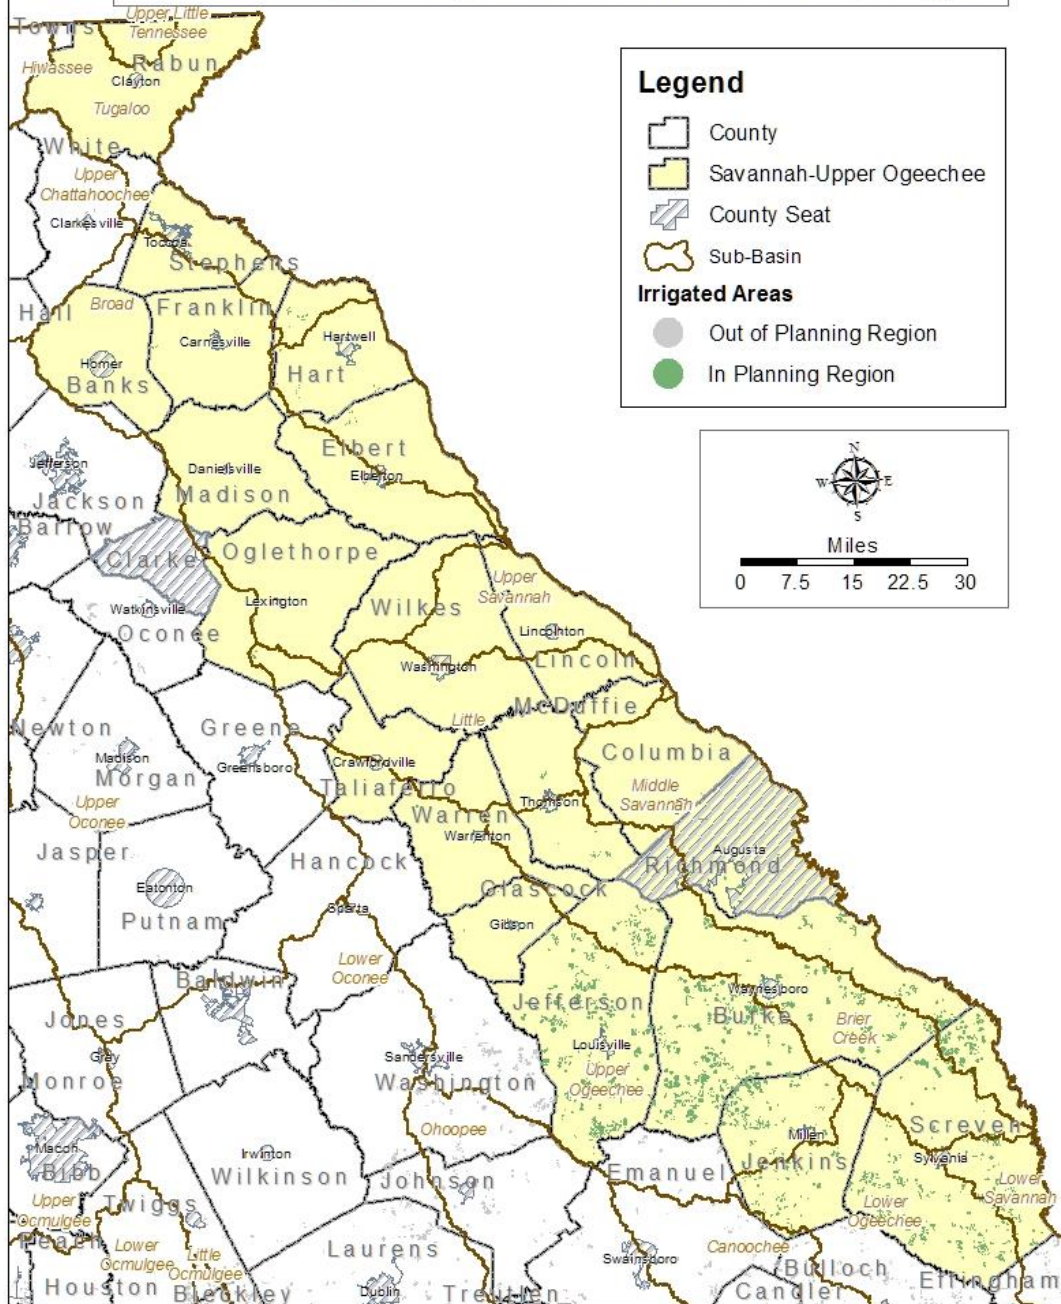 Upper Little
Tennessee
Towns
Rabun
Hiwassee
Clayton
Tugaloo
White
Upper
Chattahoochee
Clarkesville
Toccoa
Stephens
Hall
Broad
Franklin
Carnesville
Hartwell
Homer
Banks
Hart
Elbert
Elberton
Jefferson
Danielsville
Madison
Jackson
Barrow
Clarke
Oglethorpe
Watkinsville
Oconee
Lexington
Wilkes
Upper
Savannah
Lincolnton
Lincoln
Washington
McDuffie
Little
Newton
Greene
Columbia
Madison
Morgan
Greensboro
Crawfordville
Taliaferro
Middle
Savannah
Upper
Oconee
Thomson
Warren
Warrenton
Jasper
Hancock
Augusta
Richmond
Eatonton
Glascock
Putnam
Sparta
Gibson
Lower
Oconee
Baldwin
Jefferson
Waynesboro
Burke
Jones
Louisville
Brier
Creek
Gray
Monroe
Sandersville
Washington
Upper
Ogeechee
Ohoopee
Screven
Macon
Bibb
Irwinton
Wilkinson
Millen
Jenkins
Sylvania
Johnson
Emanuel
Lower
Savannah
Upper
Ocmulgee
Twiggs
Lower
Ogeechee
Peach
Lower
Ocmulgee
Little
Ocmulgee
Laurens
Swainsboro
Canoochee
Bulloch
Effingham
Houston
Bleckley
Dublin
Treutlen
Candler
Legend
County
Savannah-Upper Ogeechee
County Seat
Sub-Basin
Irrigated Areas
Out of Planning Region
In Planning Region
N
W E
S
Miles
0 7.5 15 22.5 30